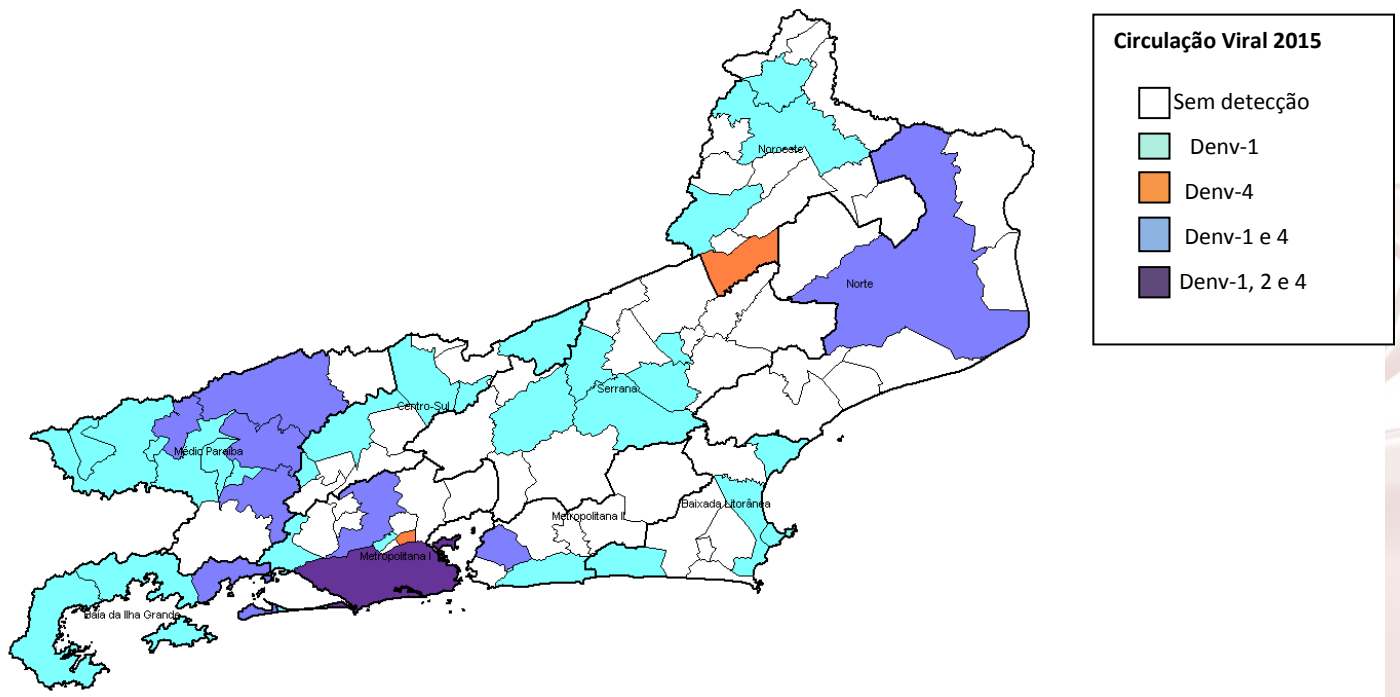 Circulação Viral 2015
Sem detecção
Denv-1
Denv-4
Denv-1 e 4
Denv-1, 2 e 4
Noroeste
Norte
Serrana
Centro-Sul
Médio Paraíba
Baixada Litorânea
Metropolitana II
Metropolitana I
Baía da Ilha Grande